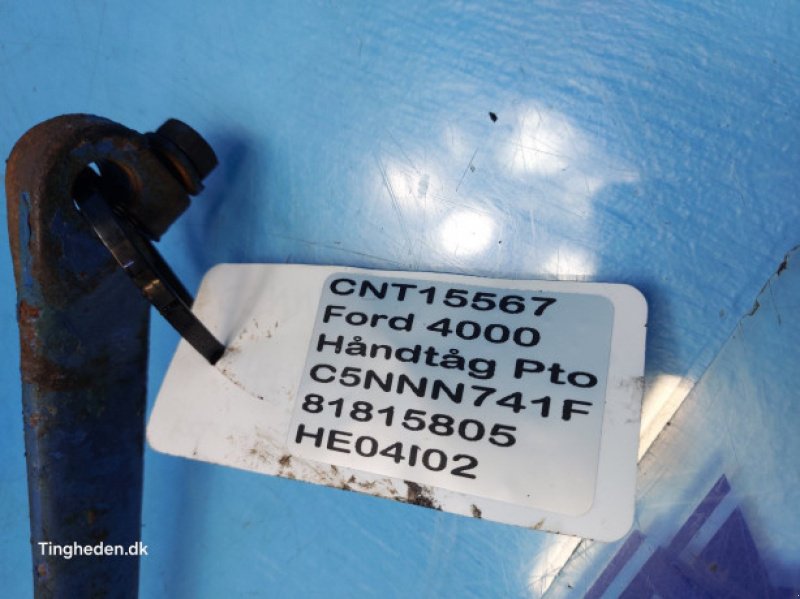 CNT15567
Ford 4000
Håndtåg Pto
C5NNN741F
81815805
HE04I02
Tingheden.dk